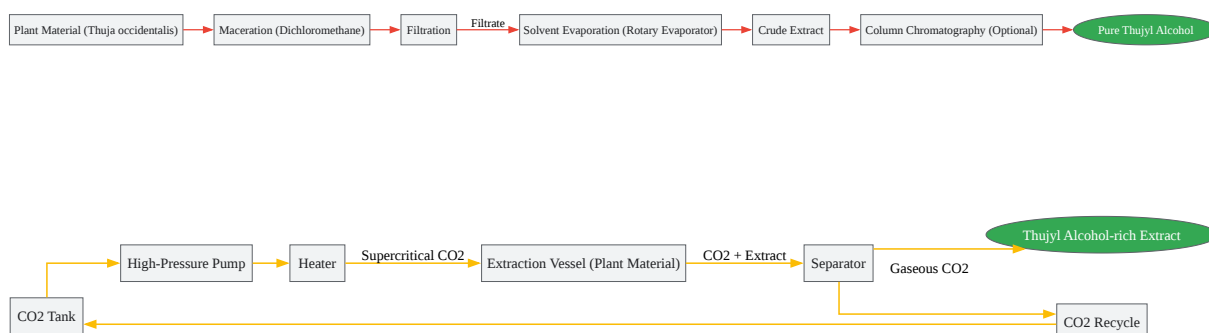 Plant Material (Thuja occidentalis)
Maceration (Dichloromethane)
Filtration
Filtrate
Solvent Evaporation (Rotary Evaporator)
Crude Extract
Column Chromatography (Optional)
Pure Thujyl Alcohol
CO2 Tank
High-Pressure Pump
Heater
Supercritical CO2
Extraction Vessel (Plant Material)
CO2 + Extract
Separator
Thujyl Alcohol-rich Extract
Gaseous CO2
CO2 Recycle